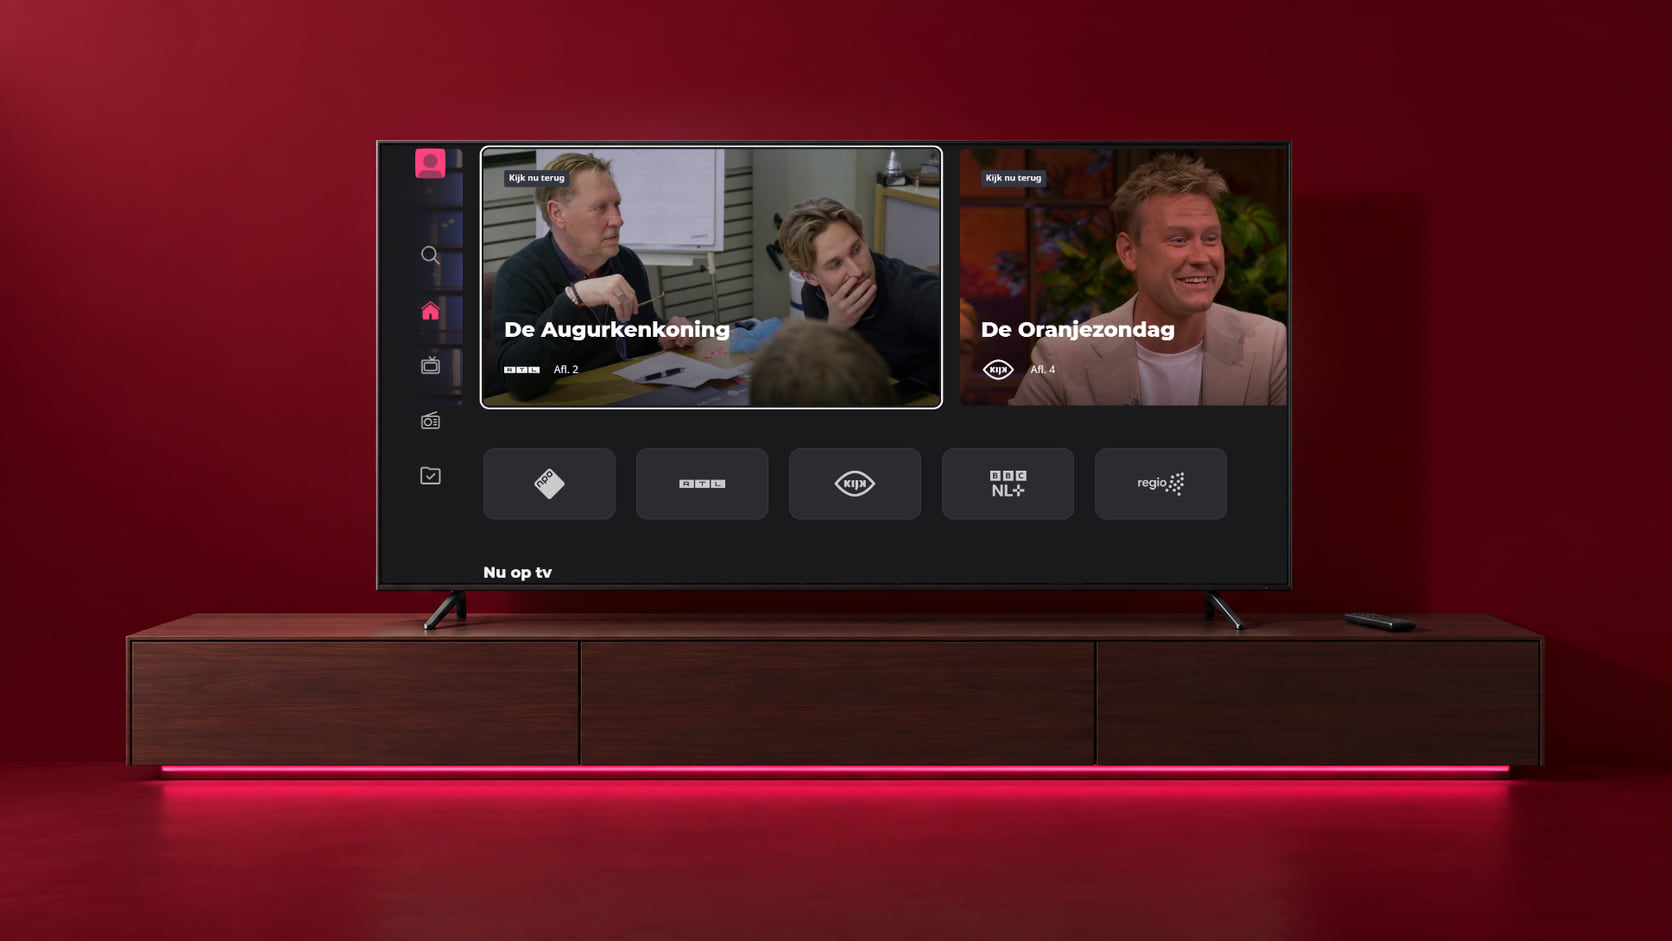 Kijk nu terug
De Augurkenkoning
RTL Afl. 2
Kijk nu terug
De Oranjezondag
KIJK Afl. 4
npo
RTL
KIJK
BBC
NL+
regio
Nu op tv